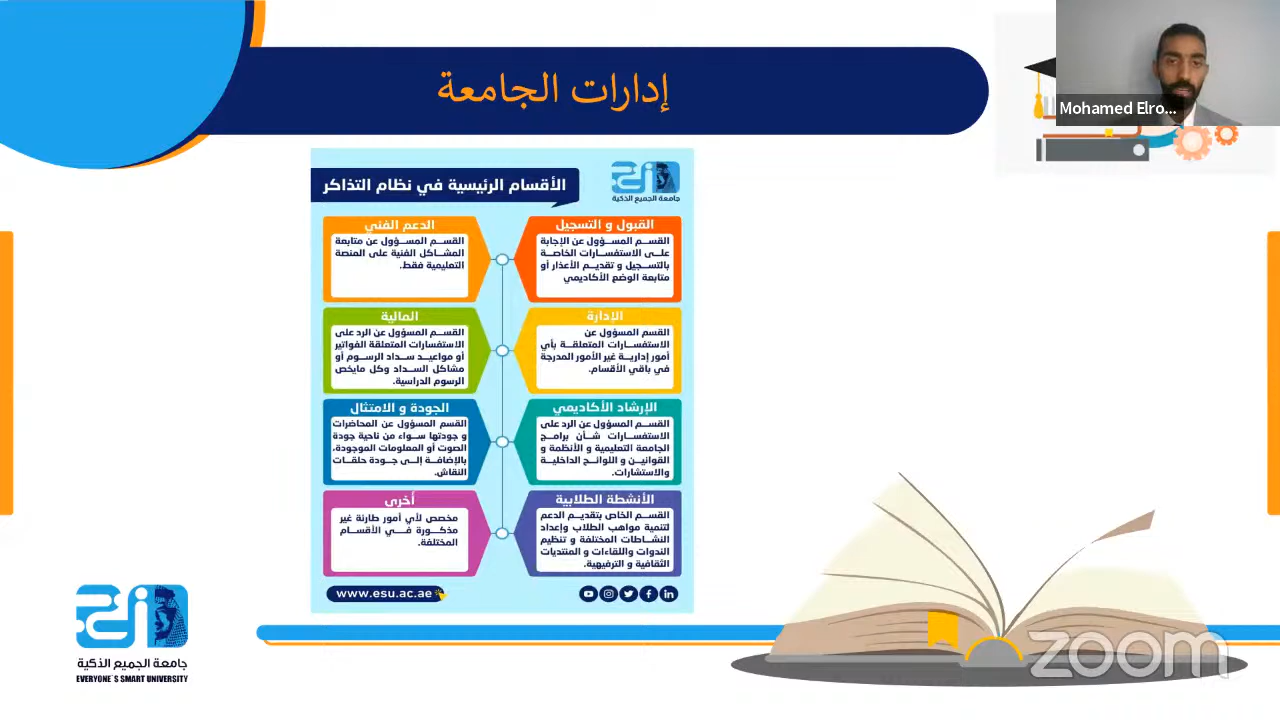 إدارات الجامعة
Mohamed Elro...
جامعة الجميع الذكية
الأقسام الرئيسية في نظام التذاكر
القبول و التسجيل
القسم المسؤول عن الإجابة
على الاستفسارات الخاصة
بالتسجيل و تقديم الأعذار أو
متابعة الوضع الأكاديمي
الدعم الفني
القسم المسؤول عن متابعة
المشاكل الفنية على المنصة
التعليمية فقط.
الإدارة
القسم المسؤول عن
الاستفسارات المتعلقة بأي
أمور إدارية غير الأمور المدرجة
في باقي الأقسام.
المالية
القسم المسؤول عن الرد على
الاستفسارات المتعلقة الفواتير
أو مواعيد سداد الرسوم أو
مشاكل السداد وكل مايخص
الرسوم الدراسية.
الإرشاد الأكاديمي
القسم المسؤول عن الرد على
الاستفسارات شأن برامج
الجامعة التعليمية و الأنظمة و
القوانين و اللوائح الداخلية
والاستشارات.
الجودة و الامتثال
القسم المسؤول عن المحاضرات
و جودتها سواء من ناحية جودة
الصوت أو المعلومات الموجودة،
بالإضافة إلى جودة حلقات
النقاش.
الأنشطة الطلابية
القسم الخاص بتقديم الدعم
لتنمية مواهب الطلاب وإعداد
النشاطات المختلفة و تنظيم
الندوات واللقاءات و المنتديات
الثقافية و الترفيهية.
أخرى
مخصص لأي أمور طارئة غير
مذكورة في الأقسام
المختلفة.
www.esu.ac.ae
جامعة الجميع الذكية
EVERYONE`S SMART UNIVERSITY
zoom